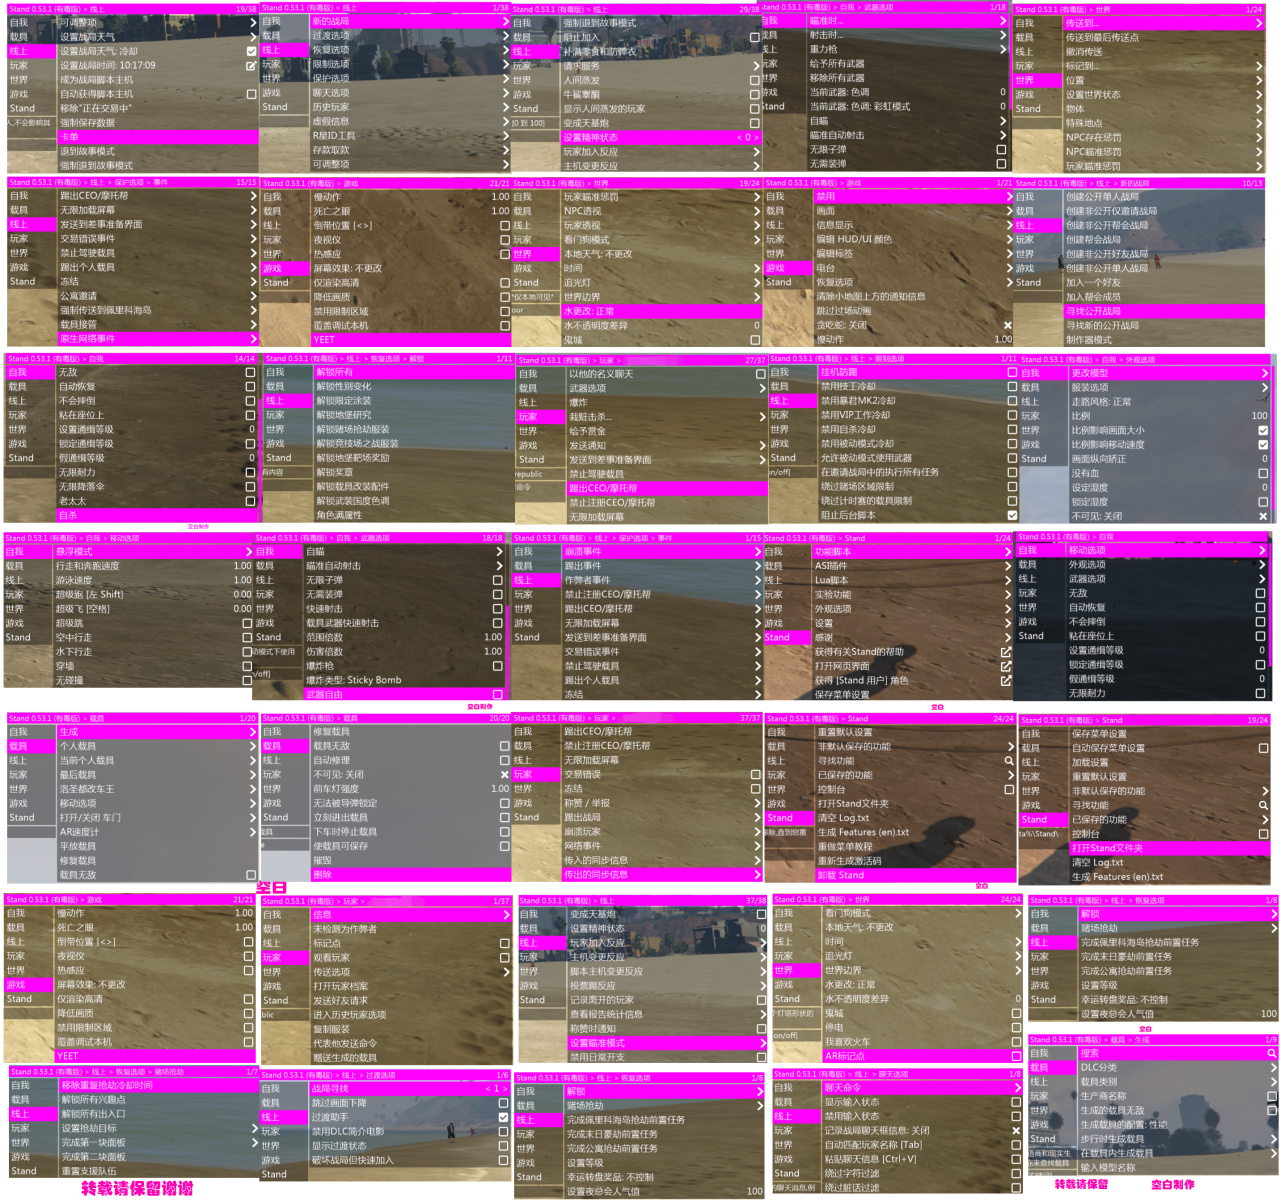 Stand 0.53.1 (有毒版) > 线上 19/38
自我
载具
线上
玩家
世界
游戏
Stand
可调整项
设置战局天气
设置战局天气: 冷却
设置战局时间: 10:17:09
成为战局脚本主机
自动获得脚本主机
移除"正在交易中"
强制保存数据
卡单
退到故事模式
强制退到故事模式
人,不会影响其
Stand 0.53.1 (有毒版) > 线上 1/38
自我
载具
线上
玩家
世界
游戏
Stand
新的战局
过渡选项
恢复选项
限制选项
保护选项
聊天选项
历史玩家
虚假信息
R星ID工具
存款取款
可调整项
Stand 0.53.1 (有毒版) > 线上 29/38
自我
载具
线上
玩家
世界
游戏
Stand
强制退到故事模式
阻止加入
补满零食和防弹衣
请求服务
人间蒸发
牛鲨睾酮
显示人间蒸发的玩家
变成天基炮
设置精神状态 < 0 >
玩家加入反应
主机变更反应
[0 到 100]
Stand 0.53.1 (有毒版) > 自我 > 武器选项 1/18
瞄准时...
射击时...
重力枪
给予所有武器
移除所有武器
当前武器: 色调 0
当前武器: 色调: 彩虹模式 0
自瞄
瞄准自动射击
无限子弹
无需装弹
Stand 0.53.1 (有毒版) > 世界 1/24
自我
载具
线上
玩家
世界
游戏
Stand
传送到...
传送到最后传送点
撤消传送
标记到...
位置
设置世界状态
物体
特殊地点
NPC存在惩罚
NPC瞄准惩罚
玩家瞄准惩罚
Stand 0.53.1 (有毒版) > 线上 > 保护选项 > 事件 15/15
自我
载具
线上
玩家
世界
游戏
Stand
踢出CEO/摩托帮
无限加载屏幕
发送到差事准备界面
交易错误事件
禁止驾驶载具
踢出个人载具
冻结
公寓邀请
强制传送到佩里科海岛
载具接管
原生网络事件
Stand 0.53.1 (有毒版) > 游戏 21/21
自我
载具
线上
玩家
世界
游戏
Stand
慢动作 1.00
死亡之眼 1.00
倒带位置 [<>]
夜视仪
热感应
屏幕效果: 不更改
仅渲染高清
降低画质
禁用限制区域
覆盖调试本机
YEET
Stand 0.53.1 (有毒版) > 世界 19/24
自我
载具
线上
玩家
世界
游戏
Stand
玩家瞄准惩罚
NPC透视
玩家透视
看门狗模式
本地天气: 不更改
时间
追光灯
世界边界
水更改: 正常
水不透明度差异 0
鬼城
*仅本地可见*
our
Stand 0.53.1 (有毒版) > 游戏 1/21
自我
载具
线上
玩家
世界
游戏
Stand
禁用
画面
信息显示
编辑 HUD/UI 颜色
编辑标签
电台
恢复选项
清除小地图上方的通知信息
跳过过场动画
贪吃蛇: 关闭
慢动作 1.00
Stand 0.53.1 (有毒版) > 线上 > 新的战局 10/13
自我
载具
线上
玩家
世界
游戏
Stand
创建公开单人战局
创建非公开仅邀请战局
创建非公开帮会战局
创建帮会战局
创建非公开好友战局
创建非公开单人战局
加入一个好友
加入帮会成员
寻找公开战局
寻找新的公开战局
制作器模式
Stand 0.53.1 (有毒版) > 自我 14/14
自我
载具
线上
玩家
世界
游戏
Stand
无敌
自动恢复
不会摔倒
粘在座位上
设置通缉等级 0
锁定通缉等级
假通缉等级 0
无限耐力
无限降落伞
老太太
自杀
空白制作
Stand 0.53.1 (有毒版) > 线上 > 恢复选项 > 解锁 1/11
自我
载具
线上
玩家
世界
游戏
Stand
解锁所有
解锁性别变化
解锁限定涂装
解锁地堡研究
解锁赌场抢劫服装
解锁竞技场之战服装
解锁地堡靶场奖励
解锁奖章
解锁载具改装配件
解锁武装国度色调
角色满属性
有内容
Stand 0.53.1 (有毒版) > 玩家 > 27/37
自我
载具
线上
玩家
世界
游戏
Stand
以他的名义聊天
武器选项
爆炸
栽赃击杀...
给予赏金
发送通知
发送到差事准备界面
禁止驾驶载具
踢出CEO/摩托帮
禁止注册CEO/摩托帮
无限加载屏幕
republic
命令
Stand 0.53.1 (有毒版) > 线上 > 限制选项 1/11
自我
载具
线上
玩家
世界
游戏
Stand
挂机防踢
禁用技工冷却
禁用暴君MK2冷却
禁用VIP工作冷却
禁用自杀冷却
禁用被动模式冷却
允许被动模式使用武器
在邀请战局中的执行所有任务
绕过赌场区域限制
绕过计时赛的载具限制
阻止后台脚本
on/off]
Stand 0.53.1 (有毒版) > 自我 > 外观选项
自我
载具
线上
玩家
世界
游戏
Stand
更改模型
服装选项
走路风格: 正常
比例 100
比例影响画面大小
比例影响移动速度
画面纵向矫正 0
没有血
设定湿度 0
锁定湿度
不可见: 关闭
Stand 0.53.1 (有毒版) > 自我 > 移动选项
自我
载具
线上
玩家
世界
游戏
Stand
悬浮模式
行走和奔跑速度 1.00
游泳速度 1.00
超级跑 [左 Shift] 0.00
超级飞 [空格] 0.00
超级跳
空中行走
水下行走
穿墙
无碰撞
Stand 0.53.1 (有毒版) > 自我 > 武器选项 18/18
自我
载具
线上
玩家
世界
游戏
Stand
自瞄
瞄准自动射击
无限子弹
无需装弹
快速射击
载具武器快速射击
范围倍数 1.00
伤害倍数 1.00
爆炸枪
爆炸类型: Sticky Bomb
武器自由
动模式下使用
n/off]
空白制作
Stand 0.53.1 (有毒版) > 线上 > 保护选项 > 事件 1/15
自我
载具
线上
玩家
世界
游戏
Stand
崩溃事件
踢出事件
作弊者事件
禁止注册CEO/摩托帮
踢出CEO/摩托帮
无限加载屏幕
发送到差事准备界面
交易错误事件
禁止驾驶载具
踢出个人载具
冻结
Stand 0.53.1 (有毒版) > Stand 1/24
自我
载具
线上
玩家
世界
游戏
Stand
功能脚本
ASI插件
Lua脚本
实验功能
外观选项
设置
感谢
获得有关Stand的帮助
打开网页界面
获得 [Stand 用户] 角色
保存菜单设置
空白
Stand 0.53.1 (有毒版) > 自我
自我
载具
线上
玩家
世界
游戏
Stand
移动选项
外观选项
武器选项
无敌
自动恢复
不会摔倒
粘在座位上
设置通缉等级 0
锁定通缉等级
假通缉等级 0
无限耐力
Stand 0.53.1 (有毒版) > 载具 1/20
自我
载具
线上
玩家
世界
游戏
Stand
生成
个人载具
当前个人载具
最后载具
洛圣都改车王
移动选项
打开/关闭 车门
AR速度计
平放载具
修复载具
载具无敌
Stand 0.53.1 (有毒版) > 载具 20/20
自我
载具
线上
玩家
世界
游戏
Stand
修复载具
载具无敌
自动修理
不可见: 关闭
前车灯强度 1.00
无法被导弹锁定
立刻进出载具
下车时停止载具
使载具可保存
摧毁
删除
载具
e
空白
Stand 0.53.1 (有毒版) > 玩家 > 37/37
自我
载具
线上
玩家
世界
游戏
Stand
踢出CEO/摩托帮
禁止注册CEO/摩托帮
无限加载屏幕
交易错误
冻结
称赞 / 举报
踢出战局
崩溃玩家
网络事件
传入的同步信息
传出的同步信息
Stand 0.53.1 (有毒版) > Stand 24/24
自我
载具
线上
玩家
世界
游戏
Stand
重置默认设置
非默认保存的功能
寻找功能
已保存的功能
控制台
打开Stand文件夹
清空 Log.txt
生成 Features (en).txt
重做菜单教程
重新生成激活码
卸载 Stand
移除,直到您重
空白
Stand 0.53.1 (有毒版) > Stand 19/24
自我
载具
线上
玩家
世界
游戏
Stand
保存菜单设置
自动保存菜单设置
加载设置
重置默认设置
非默认保存的功能
寻找功能
已保存的功能
控制台
打开Stand文件夹
清空 Log.txt
生成 Features (en).txt
ta%\Stand\
Stand 0.53.1 (有毒版) > 游戏 21/21
自我
载具
线上
玩家
世界
游戏
Stand
慢动作 1.00
死亡之眼 1.00
倒带位置 [<>]
夜视仪
热感应
屏幕效果: 不更改
仅渲染高清
降低画质
禁用限制区域
覆盖调试本机
YEET
Stand 0.53.1 (有毒版) > 玩家 > 1/37
自我
载具
线上
玩家
世界
游戏
Stand
信息
未检测为作弊者
标记点
观看玩家
传送选项
打开玩家档案
发送好友请求
进入历史玩家选项
复制服装
代表他发送命令
赠送生成的载具
blic
Stand 0.53.1 (有毒版) > 线上 37/38
自我
载具
线上
玩家
世界
游戏
Stand
变成天基炮
设置精神状态 0
玩家加入反应
主机变更反应
脚本主机变更反应
投票踢反应
记录离开的玩家
查看报告统计信息
称赞时通知
设置瞄准模式
禁用日常开支
Stand 0.53.1 (有毒版) > 世界 24/24
自我
载具
线上
玩家
世界
游戏
Stand
看门狗模式
本地天气: 不更改
时间
追光灯
世界边界
水更改: 正常
水不透明度差异 0
鬼城
停电
我喜欢火车
AR标记点
个灯塔形状的
on/off]
Stand 0.53.1 (有毒版) > 线上 > 恢复选项 1/8
自我
载具
线上
玩家
世界
游戏
Stand
解锁
赌场抢劫
完成佩里科海岛抢劫前置任务
完成末日豪劫前置任务
完成公寓抢劫前置任务
设置等级
幸运转盘奖品: 不控制
设置夜总会人气值 100
空白
Stand 0.53.1 (有毒版) > 线上 > 恢复选项 > 赌场抢劫 1/7
自我
载具
线上
玩家
世界
游戏
Stand
移除重复抢劫冷却时间
解锁所有兴趣点
解锁所有出入口
设置抢劫目标
完成第一块面板
完成第二块面板
重置支援队伍
转载请保留谢谢
Stand 0.53.1 (有毒版) > 线上 > 过渡选项 1/6
自我
载具
线上
玩家
世界
游戏
Stand
战局寻找 < 1 >
跳过画面下降
过渡助手
禁用DLC简介电影
显示过渡状态
破坏战局但快速加入
Stand 0.53.1 (有毒版) > 线上 > 恢复选项 1/8
自我
载具
线上
玩家
世界
游戏
Stand
解锁
赌场抢劫
完成佩里科海岛抢劫前置任务
完成末日豪劫前置任务
完成公寓抢劫前置任务
设置等级
幸运转盘奖品: 不控制
设置夜总会人气值 100
Stand 0.53.1 (有毒版) > 线上 > 聊天选项 1/8
自我
载具
线上
玩家
世界
游戏
Stand
聊天命令
显示输入状态
禁用输入状态
记录战局聊天框信息: 关闭
自动匹配玩家名称 [Tab]
粘贴聊天信息 [Ctrl+V]
绕过字符过滤
绕过脏话过滤
的聊天消息,例
Stand 0.53.1 (有毒版) > 载具 > 生成 1/9
自我
载具
线上
玩家
世界
游戏
Stand
搜索
DLC分类
载具类别
生产商名称
生成的载具无敌
生成载具的配置: 性能
步行时生成载具
在载具内生成载具
输入模型名称
造商和现实生
你来查找载具
转载请保留
空白制作